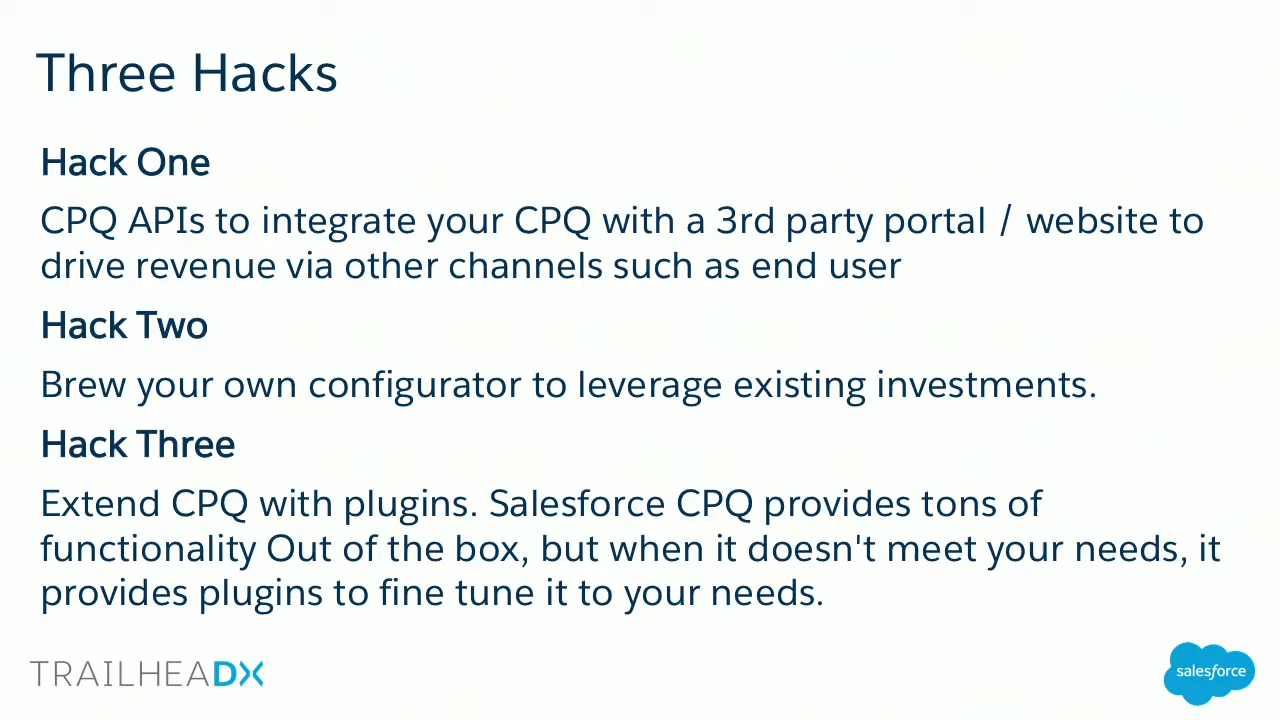 Three Hacks
Hack One
CPQ APIs to integrate your CPQ with a 3rd party portal / website to
drive revenue via other channels such as end user
Hack Two
Brew your own configurator to leverage existing investments.
Hack Three
Extend CPQ with plugins. Salesforce CPQ provides tons of
functionality Out of the box, but when it doesn't meet your needs, it
provides plugins to fine tune it to your needs.
TRAILHEADX
salesforce